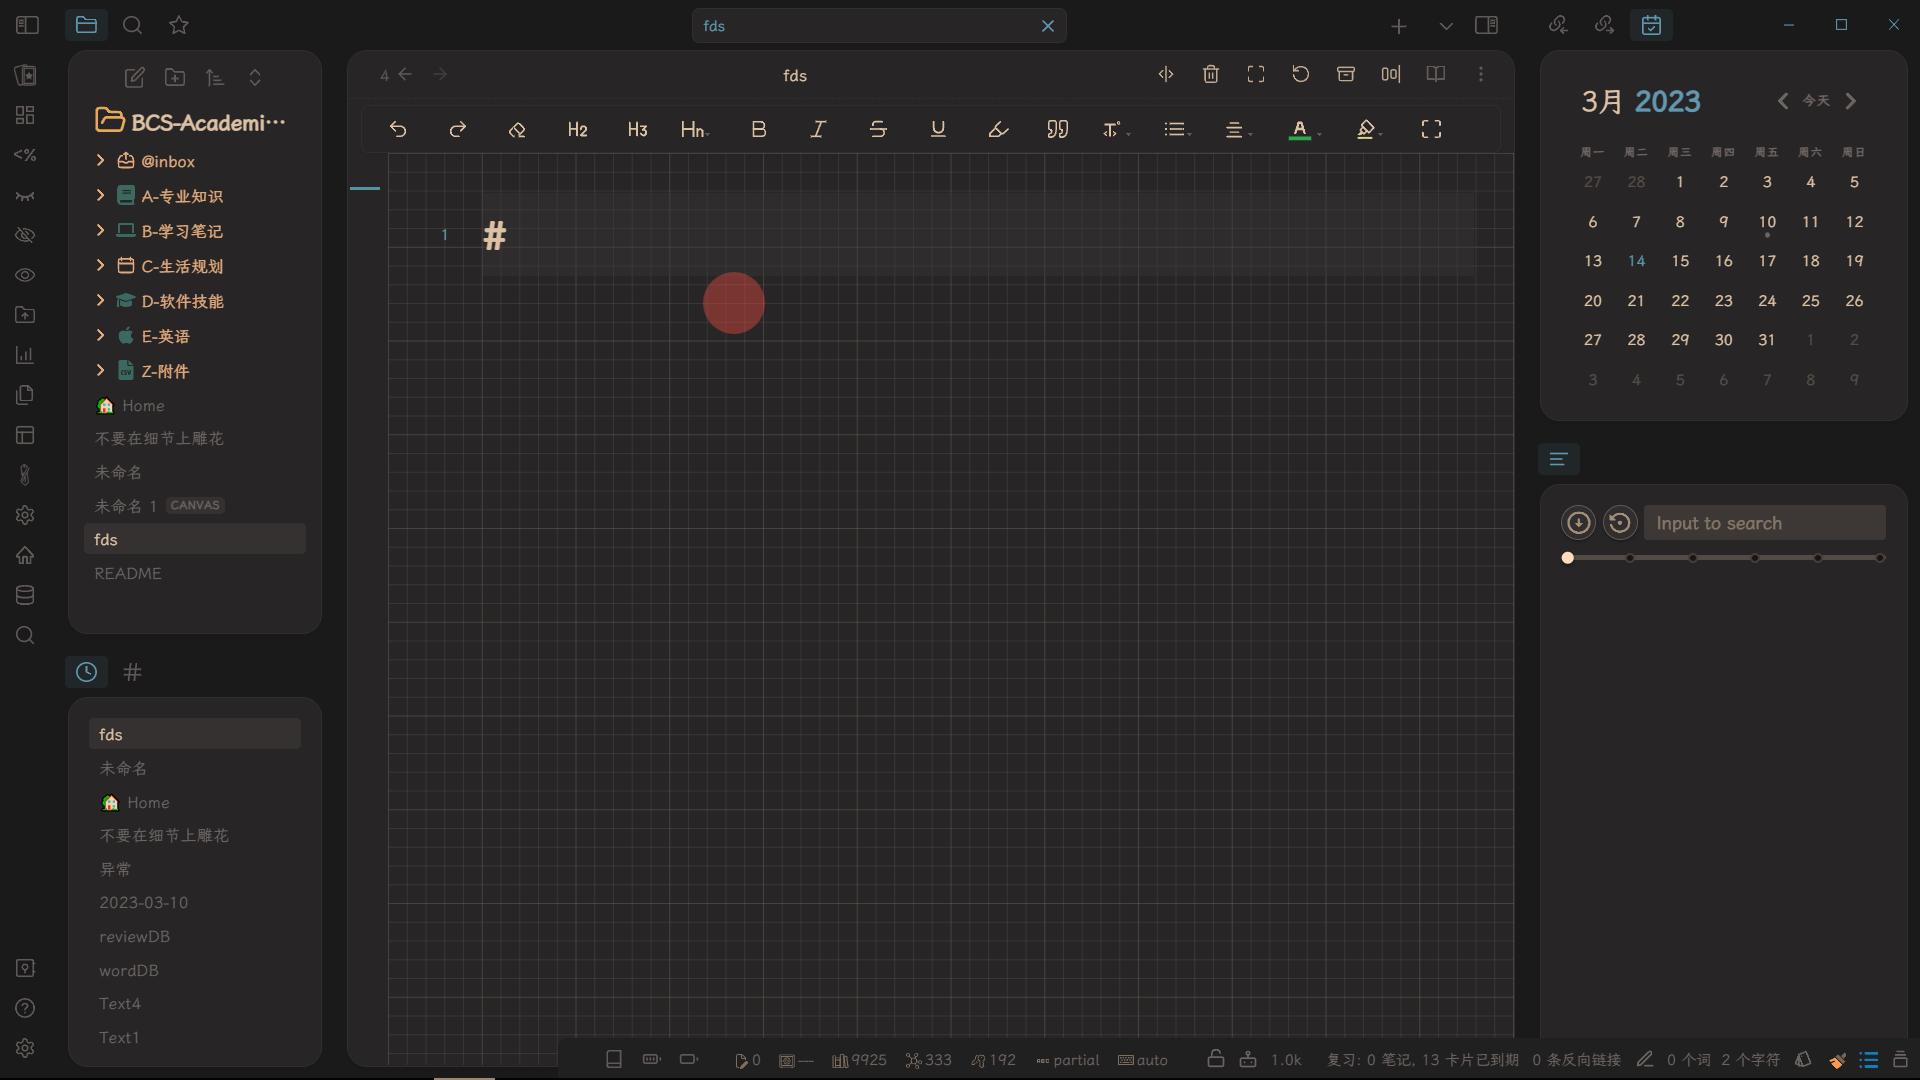 fds
4
fds
H2
H3
Hn
B
I
S
U
A
BCS-Academi···
@inbox
A-专业知识
B-学习笔记
C-生活规划
D-软件技能
E-英语
Z-附件
Home
不要在细节上雕花
未命名
未命名 1 CANVAS
fds
README
1
#
fds
未命名
Home
不要在细节上雕花
异常
2023-03-10
reviewDB
wordDB
Text4
Text1
3月 2023
今天
周一 周二 周三 周四 周五 周六 周日
27 28 1 2 3 4 5
6 7 8 9 10 11 12
13 14 15 16 17 18 19
20 21 22 23 24 25 26
27 28 29 30 31 1 2
3 4 5 6 7 8 9
Input to search
0 9925 333 192 partial auto 1.0k 复习: 0 笔记, 13 卡片已到期 0 条反向链接 0 个词 2 个字符